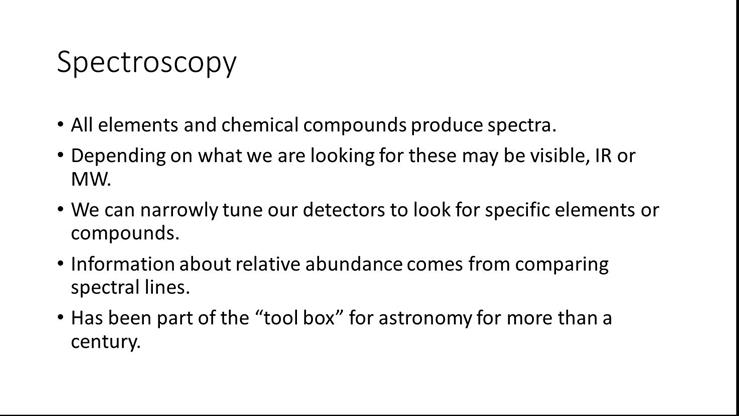 Spectroscopy
• All elements and chemical compounds produce spectra.
• Depending on what we are looking for these may be visible, IR or
MW.
• We can narrowly tune our detectors to look for specific elements or
compounds.
• Information about relative abundance comes from comparing
spectral lines.
• Has been part of the “tool box” for astronomy for more than a
century.